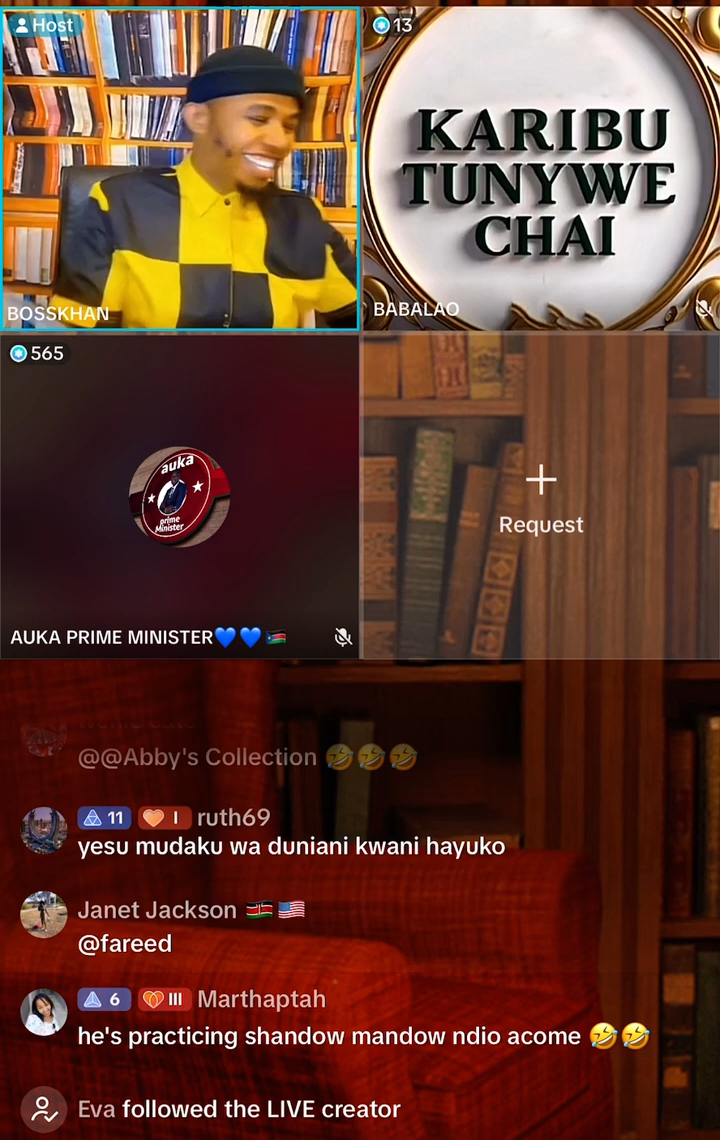 Host
BOSSKHAN
13
KARIBU
TUNYWE
CHAI
BABALAO
565
auka
prime
Minister
AUKA PRIME MINISTER💙💙🇸🇸
Request
@@Abby's Collection 🤣🤣🤣
11 I ruth69
yesu mudaku wa duniani kwani hayuko
Janet Jackson 🇰🇪🇺🇸
@fareed
6 III Marthaptah
he's practicing shandow mandow ndio acome 🤣🤣
Eva followed the LIVE creator